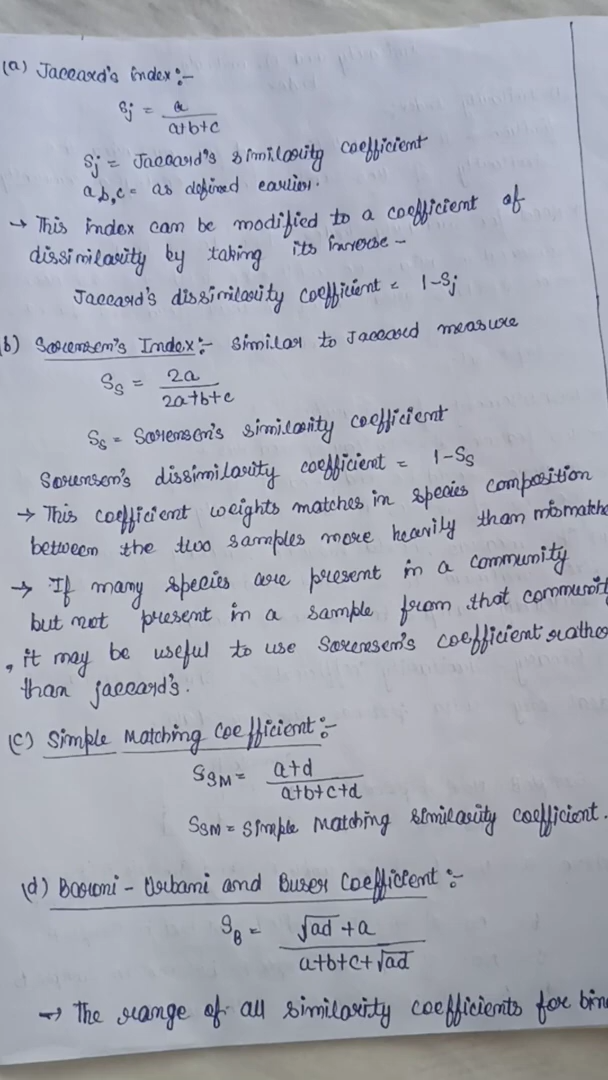 (a) Jaccard's index:-
Sj = a / a+b+c
Sj = Jaccard's similarity coefficient
a,b,c = as defined earlier.
→ This index can be modified to a coefficient of
dissimilarity by taking its inverse -
Jaccard's dissimilarity coefficient = 1-Sj
b) Sorensen's Index:- Similar to Jaccard measure
Ss = 2a / 2a+b+c
Ss = Sorensen's similarity coefficient
Sorensen's dissimilarity coefficient = 1-Ss
→ This coefficient weights matches in species composition
between the two samples more heavily than mismatche
→ If many species are present in a community
but not present in a sample from that communit
, it may be useful to use Sorensen's coefficient rathe
than jaccard's.
(c) Simple Matching Coefficient:-
SSM = a+d / a+b+c+d
SSM = Simple Matching similarity coefficient.
(d) Baroni - Urbani and Buser Coefficient:-
SB = √ad + a / a+b+c+√ad
→ The range of all similarity coefficients for bin